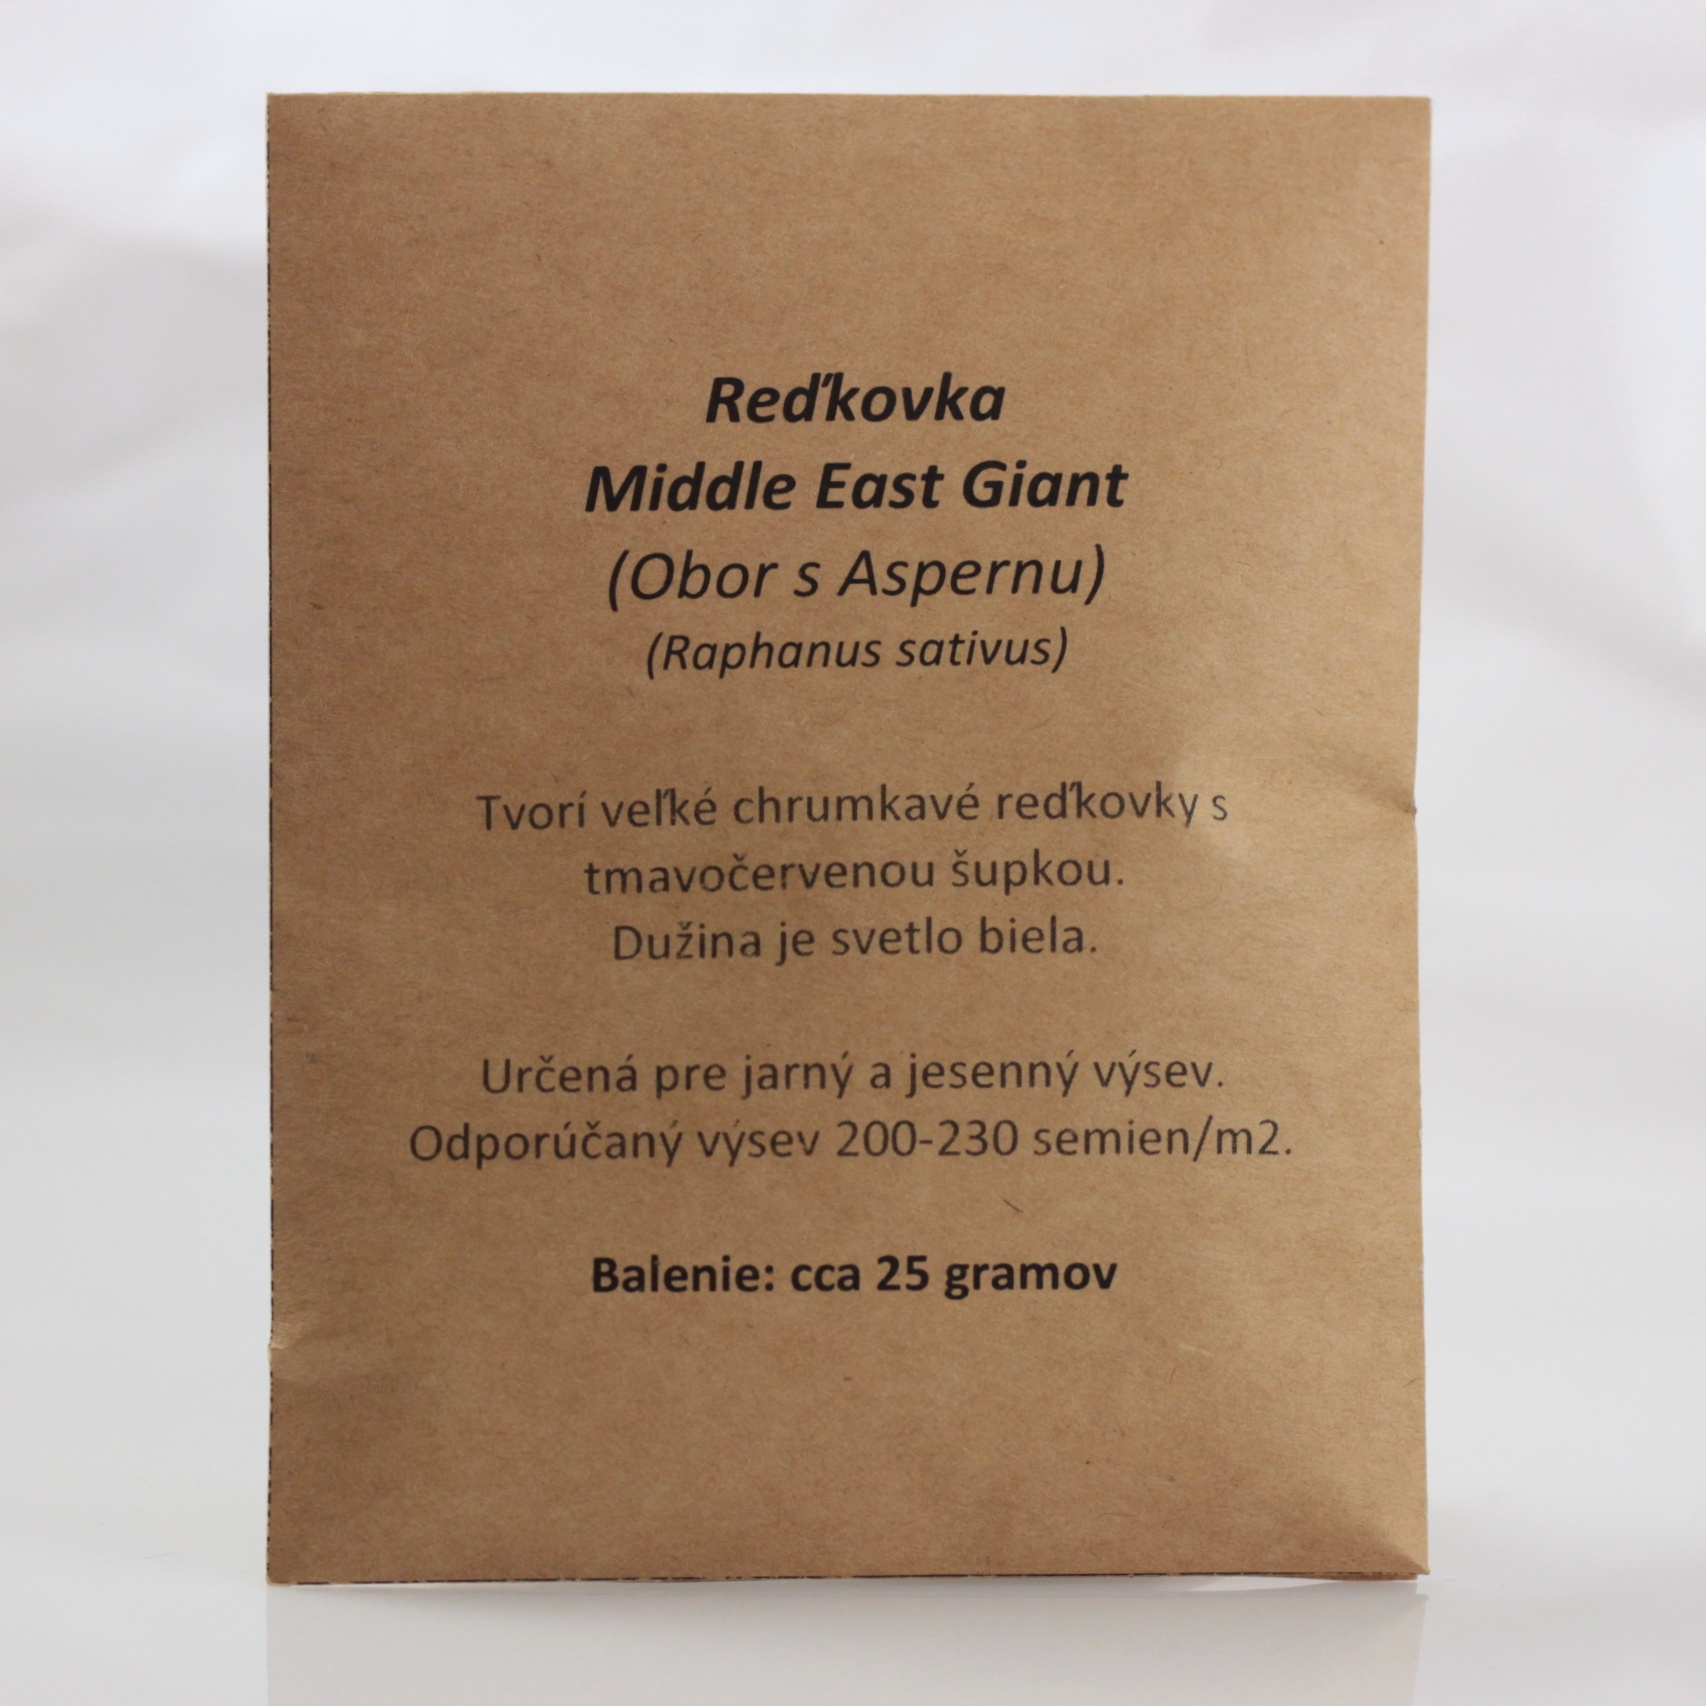 Reďkovka
Middle East Giant
(Obor s Aspernu)
(Raphanus sativus)
Tvorí veľké chrumkavé reďkovky s
tmavočervenou šupkou.
Dužina je svetlo biela.
Určená pre jarný a jesenný výsev.
Odporúčaný výsev 200-230 semien/m2.
Balenie: cca 25 gramov